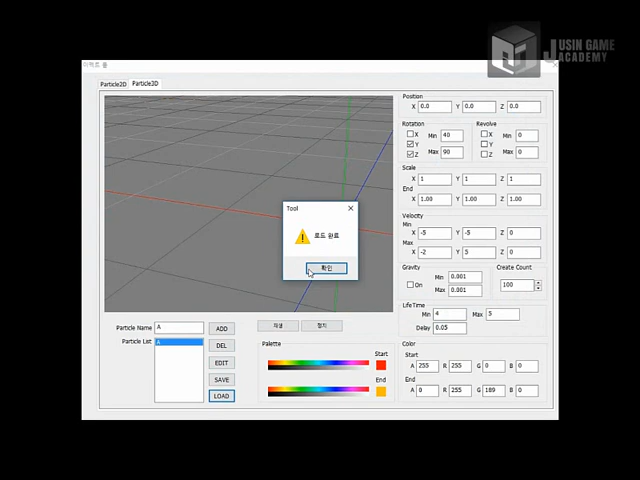 JUSIN GAME
ACADEMY
이펙트 툴
Particle2D Particle3D
Position
X 0.0 Y 0.0 Z 0.0
Rotation Revolve
X Min 40 X Min 0
Y Y
Z Max 90 Z Max 0
Scale
X 1 Y 1 Z 1
End
X 1.00 Y 1.00 Z 1.00
Velocity
Min
X -5 Y -5 Z 0
Max
X -2 Y 5 Z 0
Gravity Create Count
On Min 0.001 100
Max 0.001
LifeTime
Min 4 Max 5
Delay 0.05
Color
Start
A 255 R 255 G 0 B 0
End
A 0 R 255 G 189 B 0
Tool
로드 완료
확인
Particle Name A ADD
Particle List A DEL
EDIT
SAVE
LOAD
재생 정지
Palette
Start
End